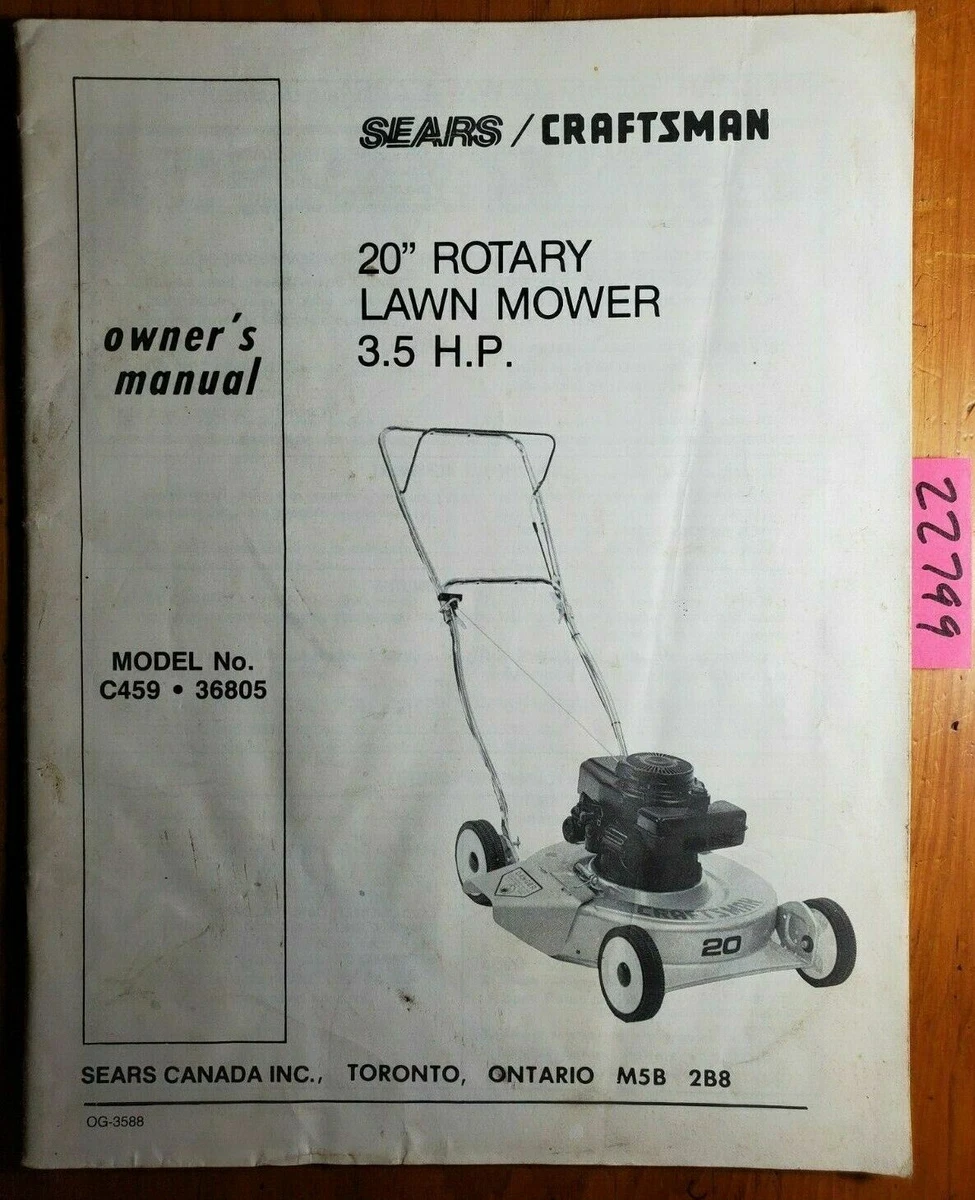 SEARS / CRAFTSMAN
20” ROTARY
LAWN MOWER
3.5 H.P.
owner's
manual
MODEL No.
C459 • 36805
DANGER
CRAFTSMAN
20
SEARS CANADA INC., TORONTO, ONTARIO M5B 2B8
OG-3588
22799